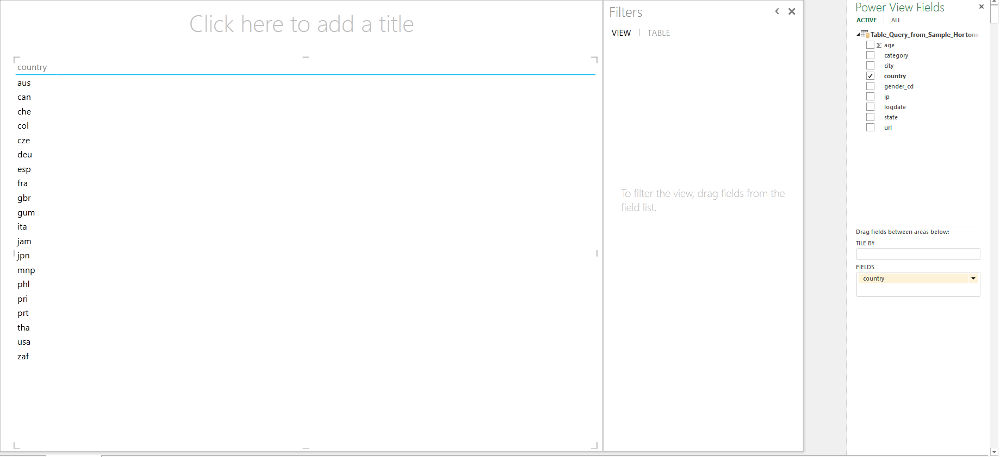 Click here to add a title
country
aus
can
che
col
cze
deu
esp
fra
gbr
gum
ita
jam
jpn
mnp
phl
pri
prt
tha
usa
zaf
Filters
VIEW | TABLE
To filter the view, drag fields from the
field list.
Power View Fields
ACTIVE | ALL
Table_Query_from_Sample_Horton
Σ age
category
city
country
gender_cd
ip
logdate
state
url
Drag fields between areas below:
TILE BY
FIELDS
country